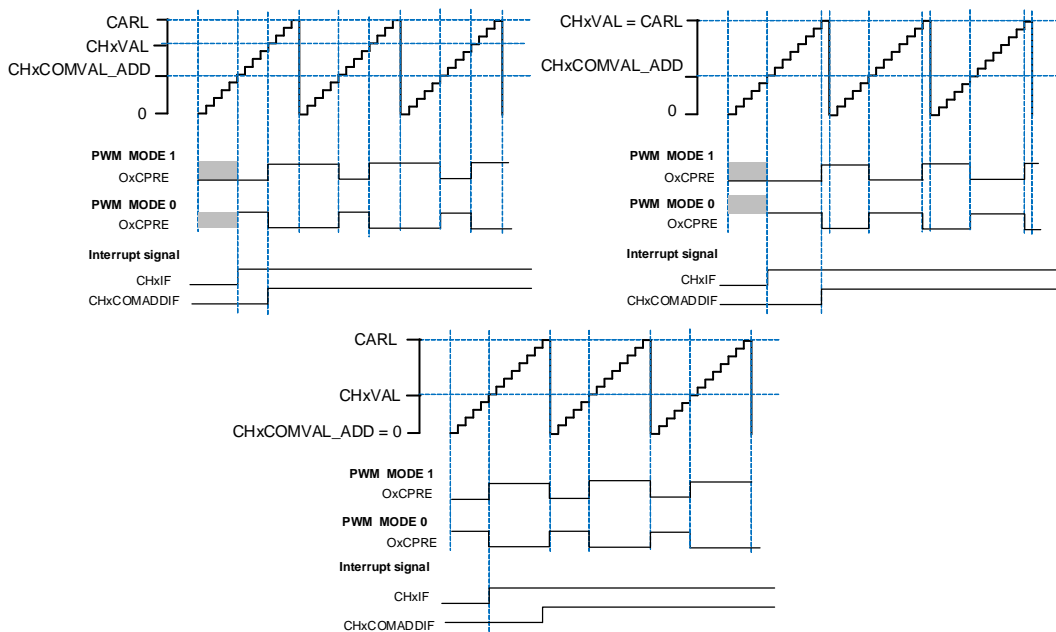 CARL
CHxVAL
CHxCOMVAL_ADD
0
PWM MODE 1
OxCPRE
PWM MODE 0
OxCPRE
Interrupt signal
CHxIF
CHxCOMADDIF
CHxVAL = CARL
CHxCOMVAL_ADD
0
PWM MODE 1
OxCPRE
PWM MODE 0
OxCPRE
Interrupt signal
CHxIF
CHxCOMADDIF
CARL
CHxVAL
CHxCOMVAL_ADD = 0
PWM MODE 1
OxCPRE
PWM MODE 0
OxCPRE
Interrupt signal
CHxIF
CHxCOMADDIF